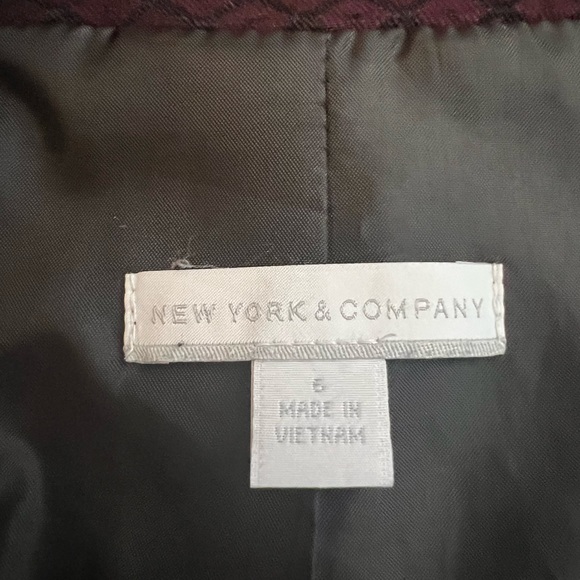 NEW YORK & COMPANY
6
MADE IN
VIETNAM